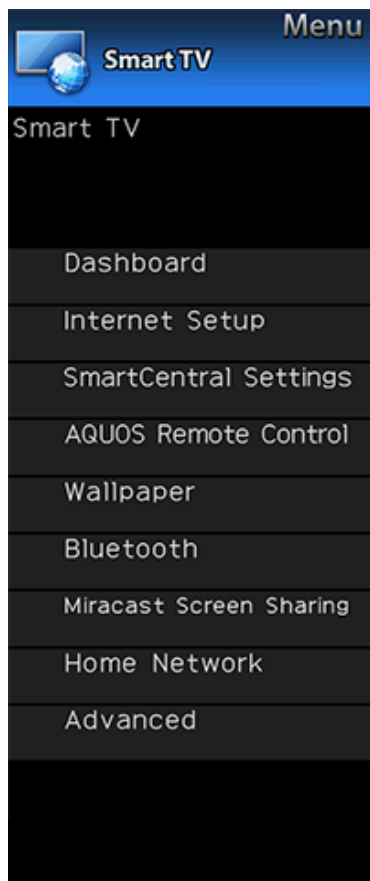 Menu
Smart TV
Smart TV
Dashboard
Internet Setup
SmartCentral Settings
AQUOS Remote Control
Wallpaper
Bluetooth
Miracast Screen Sharing
Home Network
Advanced